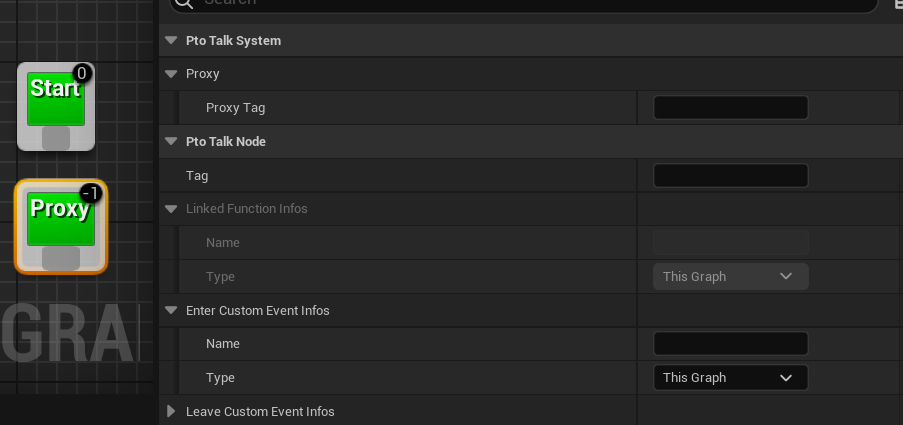 Search
Pto Talk System
Proxy
Proxy Tag
Pto Talk Node
Tag
Linked Function Infos
Name
Type This Graph
Enter Custom Event Infos
Name
Type This Graph
Leave Custom Event Infos
0
Start
-1
Proxy
GRA